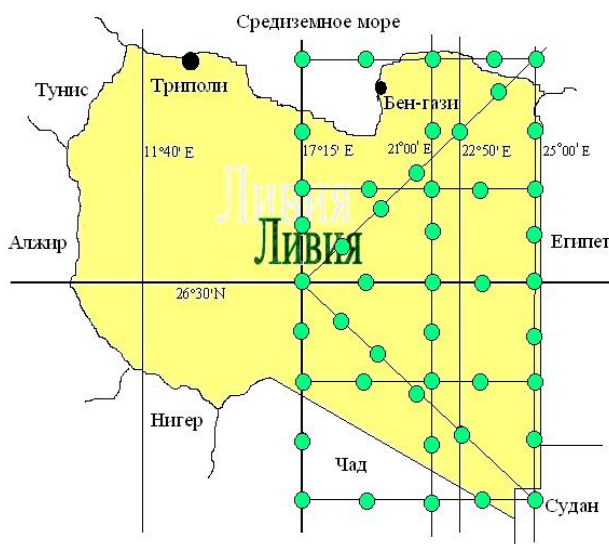 Средиземное море
Тунис
Триполи
Бен-гази
11°40' E
17°15' E
21°00' E
22°50' E
25°00' E
Ливия
Ливия
Алжир
Египет
26°30'N
Нигер
Чад
Судан